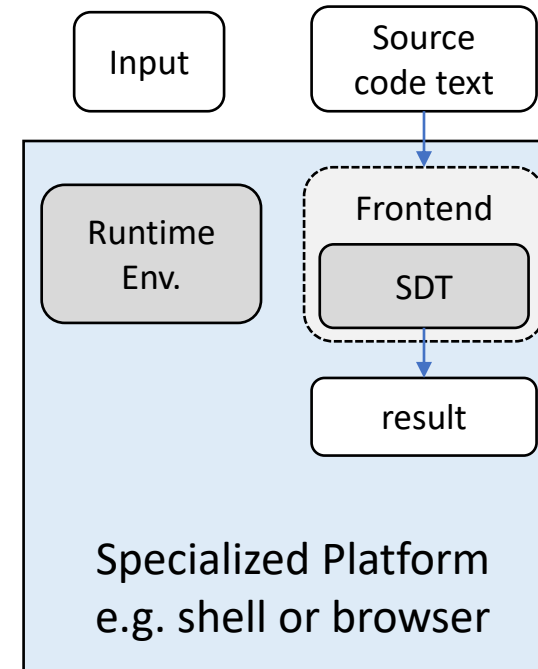 Input
Source
code text
Runtime
Env.
Frontend
SDT
result
Specialized Platform
e.g. shell or browser